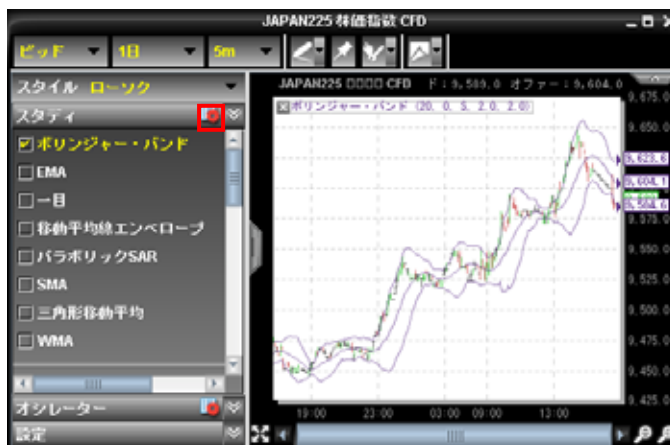 JAPAN225 株価指数 CFD
ビッド 1日 5m
スタイル ローソク
スタディ
ボリンジャー・バンド
EMA
一目
移動平均線エンベロープ
パラボリックSAR
SMA
三角形移動平均
WMA
オシレーター
設定
JAPAN225 □□□□ CFD ド：9,589.0 オファー：9,604.0
ボリンジャー・バンド (20, 0, 5, 2.0, 2.0)
9,675.0
9,650.0
9,623.6
9,604.1
9,584.6
9,550.0
9,525.0
9,500.0
9,475.0
9,450.0
9,425.0
19:00 23:00 03:00 09:00 13:00